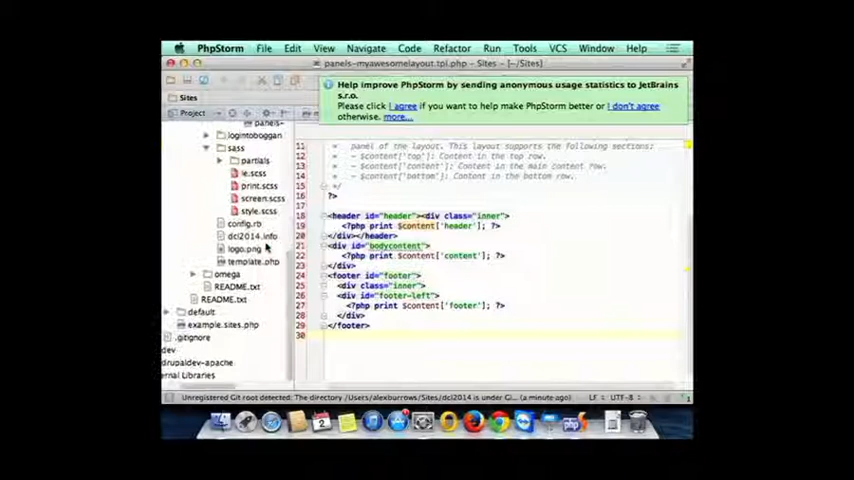 PhpStorm File Edit View Navigate Code Refactor Run Tools VCS Window Help
panels-myawesomelayout.tpl.php - Sites - [~/Sites]
Help improve PhpStorm by sending anonymous usage statistics to JetBrains
s.r.o.
Please click I agree if you want to help make PhpStorm better or I don't agree
otherwise. more...
Sites
Project
panels-
logintoboggan
sass
partials
ie.scss
print.scss
screen.scss
style.scss
config.rb
dcl2014.info
logo.png
template.php
omega
README.txt
README.txt
default
example.sites.php
.gitignore
dev
drupaldev-apache
ernal Libraries
11 * panel of the layout. This layout supports the following sections:
12 * - $content['top']: Content in the top row.
13 * - $content['content']: Content in the main content row.
14 * - $content['bottom']: Content in the bottom row.
15 */
16 ?>
17
18 <header id="header"><div class="inner">
19 <?php print $content['header']; ?>
20 </div></header>
21 <div id="bodycontent">
22 <?php print $content['content']; ?>
23 </div>
24 <footer id="footer">
25 <div class="inner">
26 <div id="footer-left">
27 <?php print $content['footer']; ?>
28 </div>
29 </footer>
30
Unregistered Git root detected: The directory /Users/alexburrows/Sites/dcl2014 is under Gi... (a minute ago) LF UTF-8
2